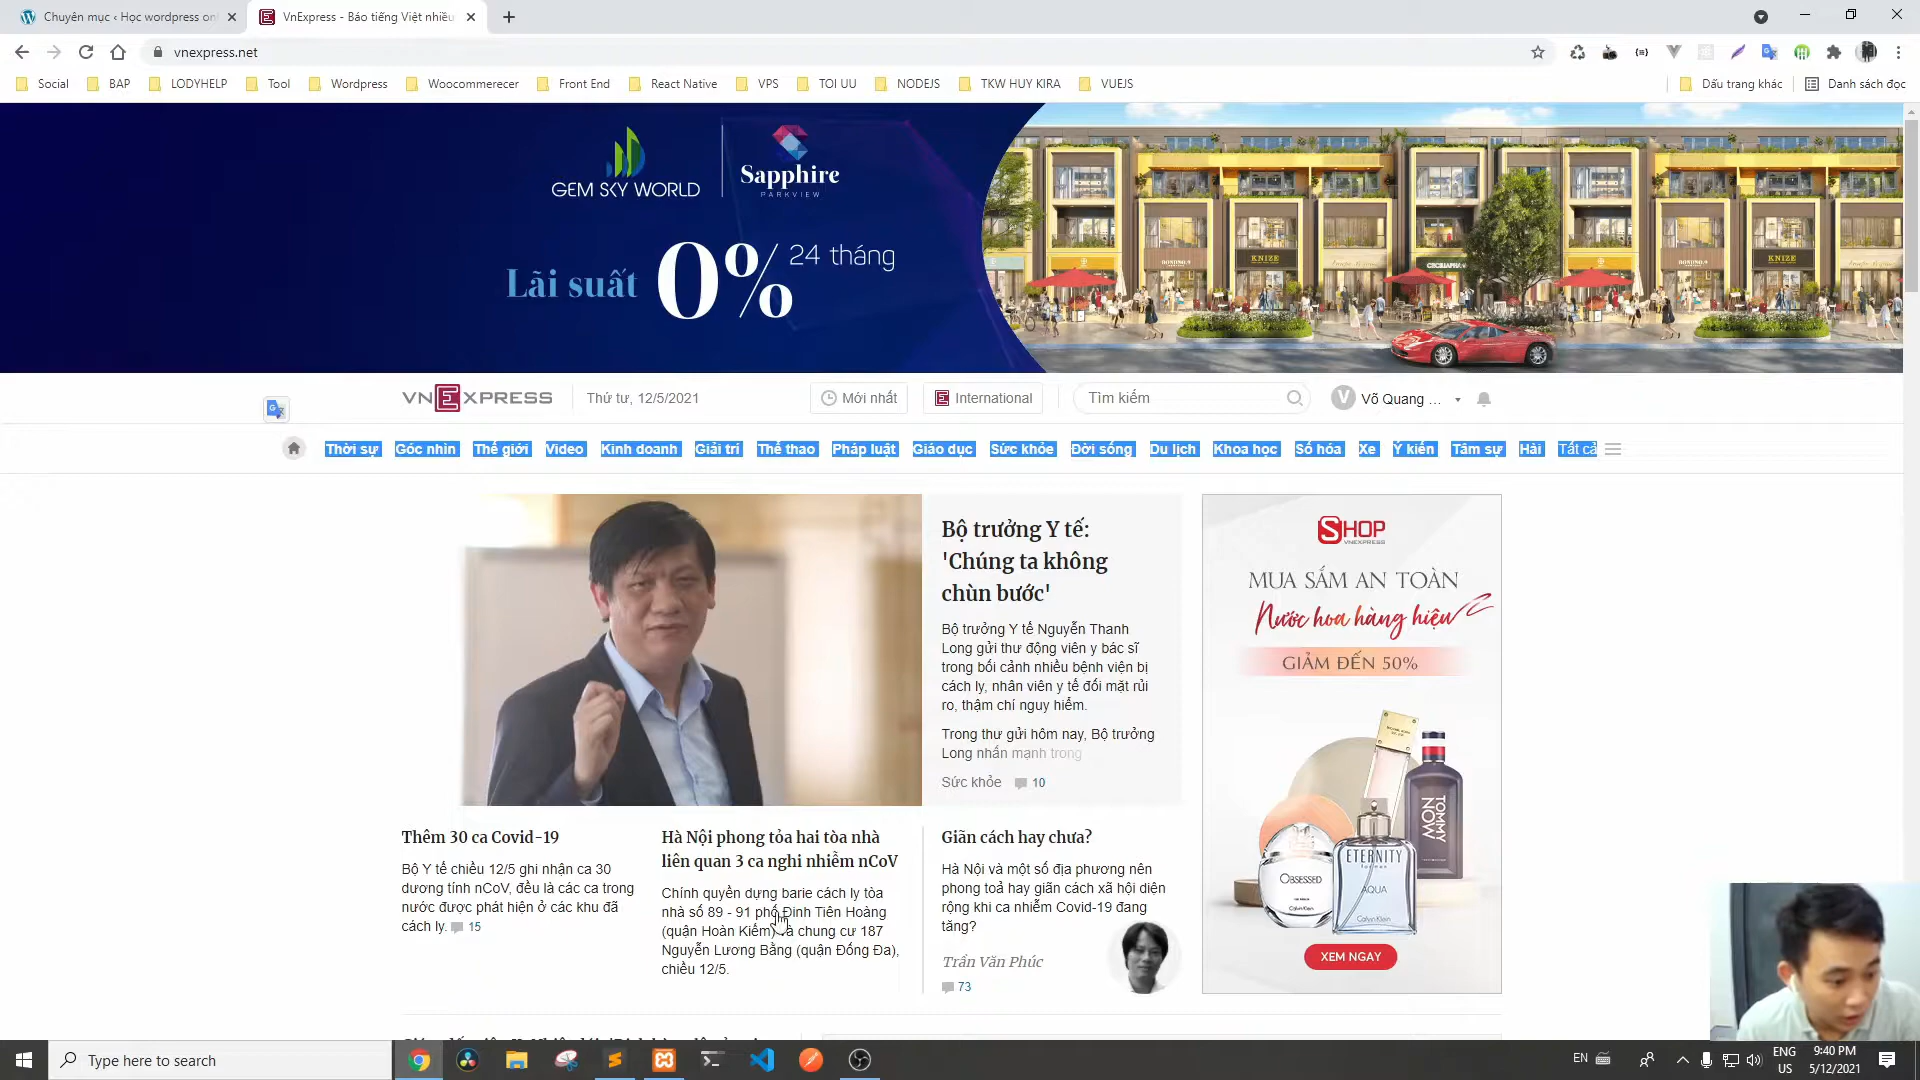 Chuyên mục ‹ Học wordpress onl
VnExpress - Báo tiếng Việt nhiều
vnexpress.net
Social
BAP
LODYHELP
Tool
Wordpress
Woocommerecer
Front End
React Native
VPS
TOI UU
NODEJS
TKW HUY KIRA
VUEJS
Dấu trang khác
Danh sách đọc
GEM SKY WORLD
Sapphire
PARKVIEW
Lãi suất 0% 24 tháng
KNIZE
KNIZE
VNEXPRESS
Thứ tư, 12/5/2021
Mới nhất
International
Tìm kiếm
V
Võ Quang ...
Thời sự
Góc nhìn
Thế giới
Video
Kinh doanh
Giải trí
Thể thao
Pháp luật
Giáo dục
Sức khỏe
Đời sống
Du lịch
Khoa học
Số hóa
Xe
Ý kiến
Tâm sự
Hài
Tất cả
Bộ trưởng Y tế:
'Chúng ta không
chùn bước'
Bộ trưởng Y tế Nguyễn Thanh
Long gửi thư động viên y bác sĩ
trong bối cảnh nhiều bệnh viện bị
cách ly, nhân viên y tế đối mặt rủi
ro, thậm chí nguy hiểm.
Trong thư gửi hôm nay, Bộ trưởng
Long nhấn mạnh trong
Sức khỏe
10
SHOP
VNEXPRESS
MUA SẮM AN TOÀN
Nước hoa hàng hiệu
GIẢM ĐẾN 50%
TOMMY
NOW
OBSESSED
ETERNITY
AQUA
Calvin Klein
XEM NGAY
Thêm 30 ca Covid-19
Bộ Y tế chiều 12/5 ghi nhận ca 30
dương tính nCoV, đều là các ca trong
nước được phát hiện ở các khu đã
cách ly.
15
Hà Nội phong tỏa hai tòa nhà
liên quan 3 ca nghi nhiễm nCoV
Chính quyền dựng barie cách ly tòa
nhà số 89 - 91 phố Đinh Tiên Hoàng
(quận Hoàn Kiếm) và chung cư 187
Nguyễn Lương Bằng (quận Đống Đa),
chiều 12/5.
Giãn cách hay chưa?
Hà Nội và một số địa phương nên
phong toả hay giãn cách xã hội diện
rộng khi ca nhiễm Covid-19 đang
tăng?
Trần Văn Phúc
73
Type here to search
EN
ENG
US
9:40 PM
5/12/2021